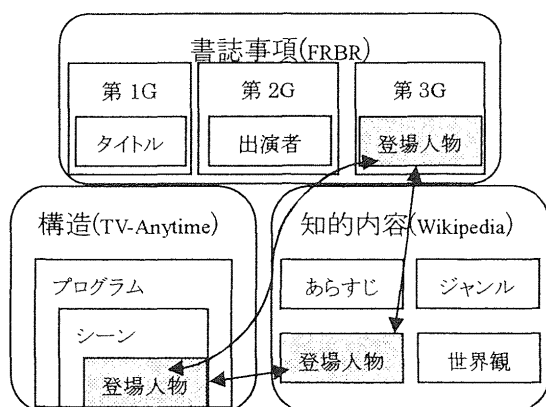 書誌事項(FRBR)
第 1G
第 2G
第 3G
タイトル
出演者
登場人物
構造(TV-Anytime)
プログラム
シーン
登場人物
知的内容(Wikipedia)
あらすじ
ジャンル
登場人物
世界観